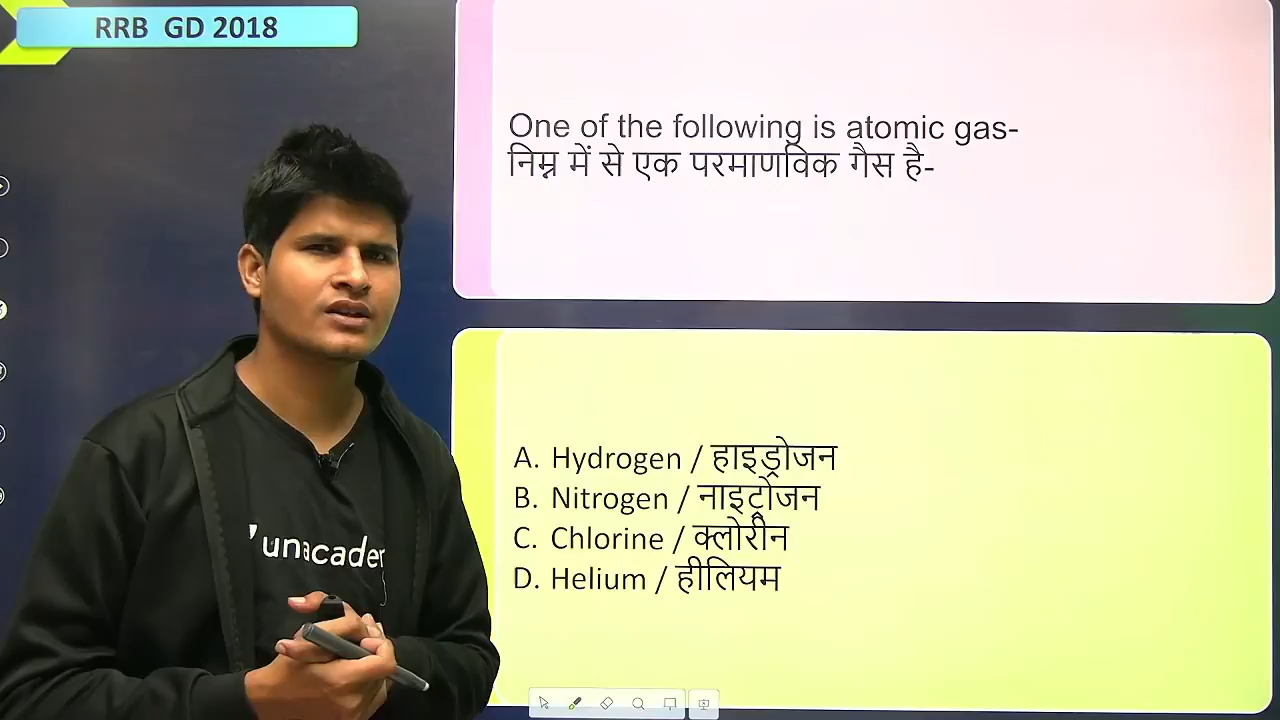 RRB GD 2018
One of the following is atomic gas-
निम्न में से एक परमाणविक गैस है-
A. Hydrogen / हाइड्रोजन
B. Nitrogen / नाइट्रोजन
C. Chlorine / क्लोरीन
D. Helium / हीलियम
unacader